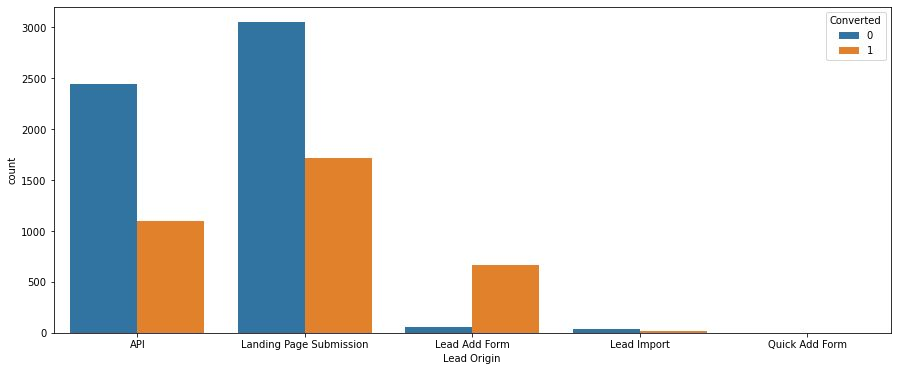 Converted
0
1
3000
2500
2000
1500
1000
500
0
count
API
Landing Page Submission
Lead Add Form
Lead Import
Quick Add Form
Lead Origin